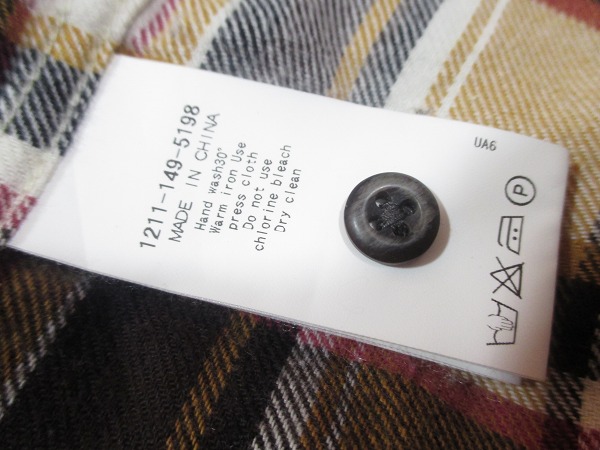 1211-149-5198
MADE IN CHINA
Hand wash30°
Warm iron Use
press cloth
Do not use
chlorine bleach
Dry clean
UA6
P